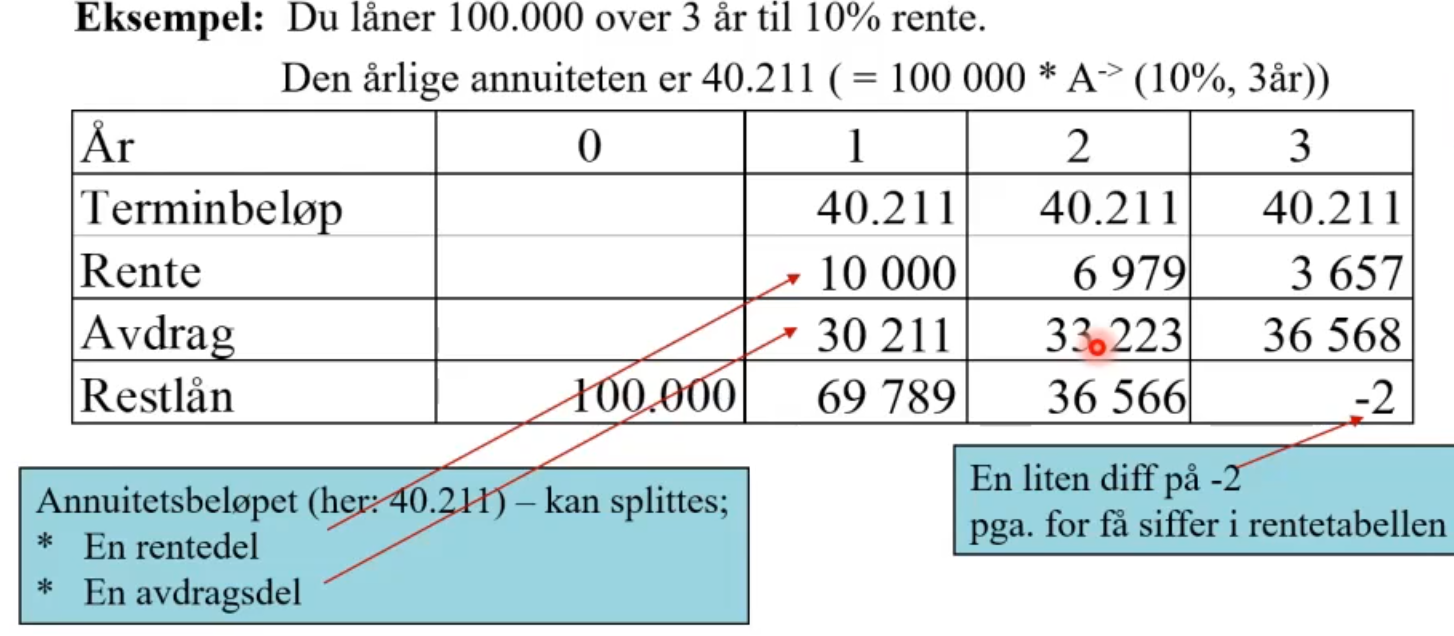 Eksempel: Du låner 100.000 over 3 år til 10% rente.
Den årlige annuiteten er 40.211 ( = 100 000 * A-> (10%, 3år))
År 0 1 2 3
Terminbeløp 40.211 40.211 40.211
Rente 10 000 6 979 3 657
Avdrag 30 211 33 223 36 568
Restlån 100.000 69 789 36 566 -2
Annuitetsbeløpet (her: 40.211) – kan splittes;
* En rentedel
* En avdragsdel
En liten diff på -2
pga. for få siffer i rentetabellen